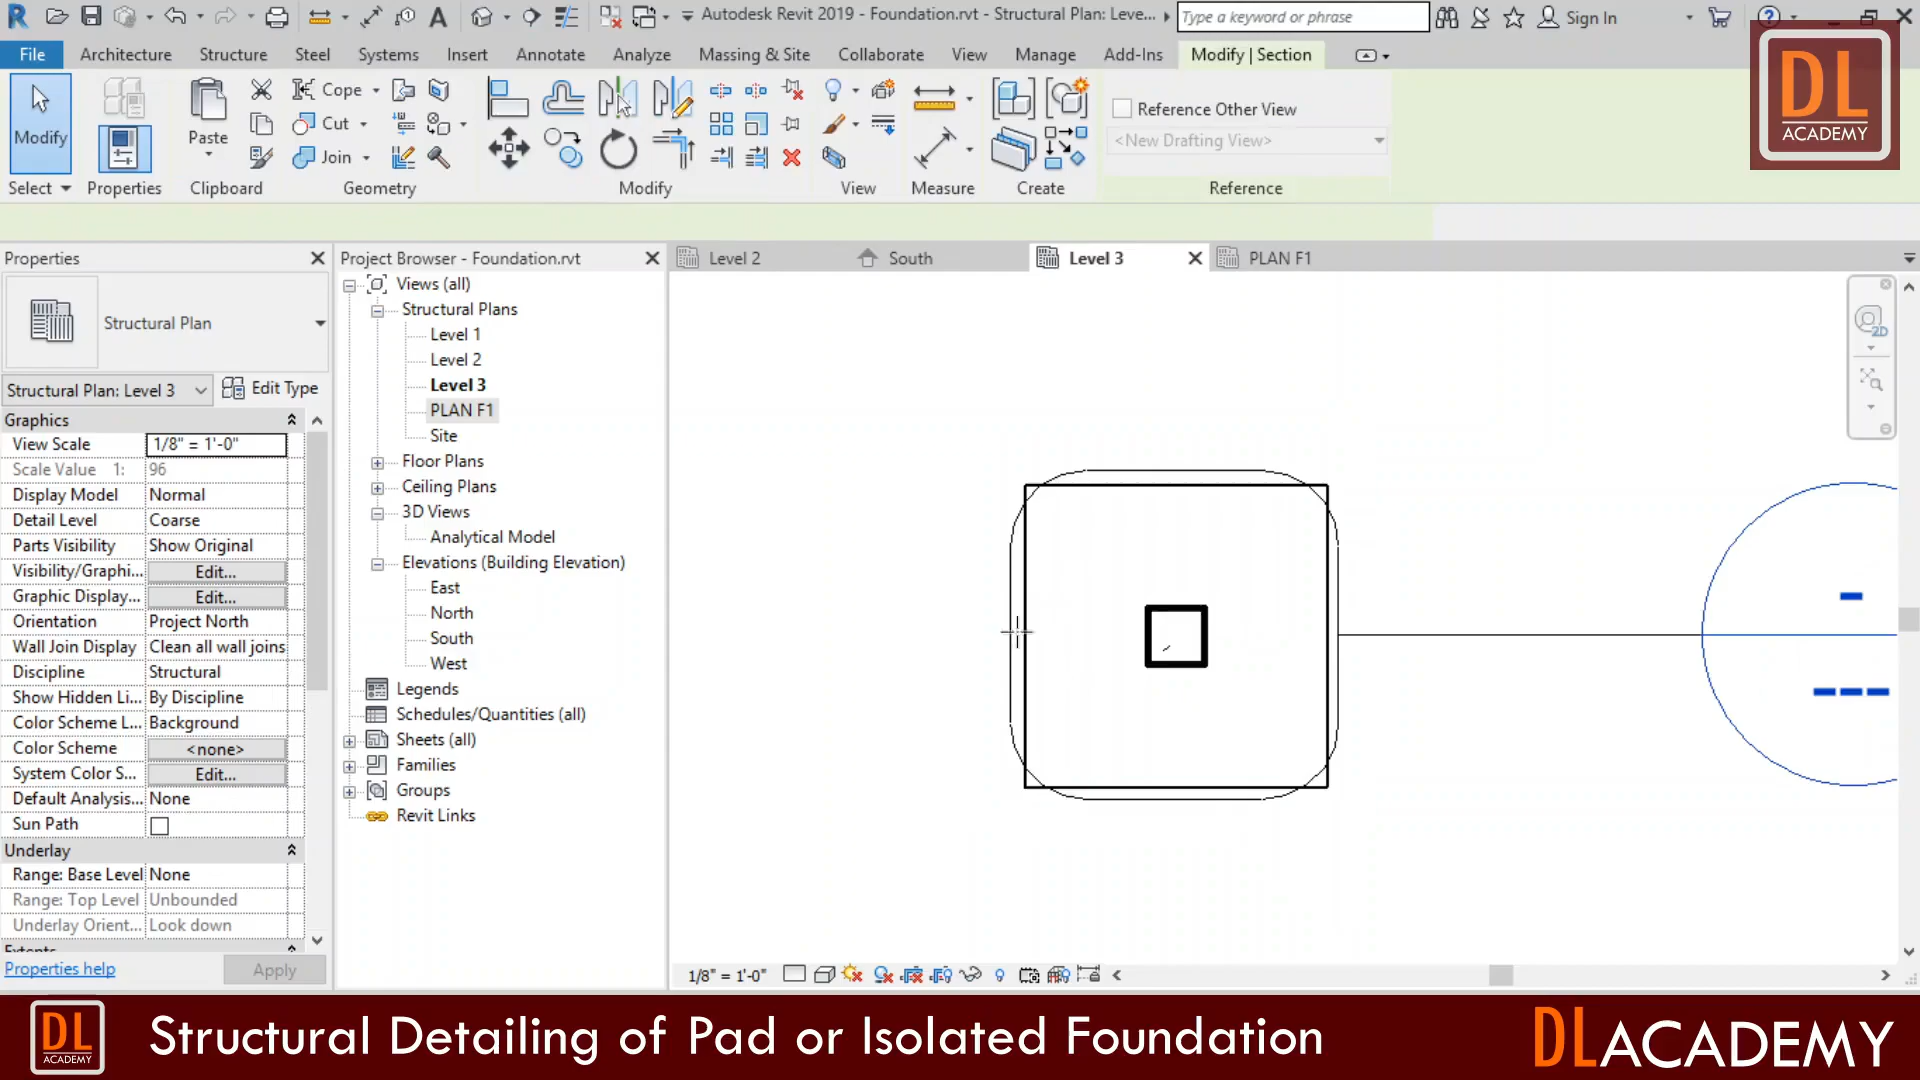 Autodesk Revit 2019 - Foundation.rvt - Structural Plan: Leve...
Type a keyword or phrase
Sign In
File Architecture Structure Steel Systems Insert Annotate Analyze Massing & Site Collaborate View Manage Add-Ins Modify | Section
DL
ACADEMY
Modify
Paste
Cope
Cut
Join
Reference Other View
<New Drafting View>
Select Properties Clipboard Geometry Modify View Measure Create Reference
Properties
Structural Plan
Structural Plan: Level 3 Edit Type
Graphics
View Scale 1/8" = 1'-0"
Scale Value 1: 96
Display Model Normal
Detail Level Coarse
Parts Visibility Show Original
Visibility/Graphi... Edit...
Graphic Display... Edit...
Orientation Project North
Wall Join Display Clean all wall joins
Discipline Structural
Show Hidden Li... By Discipline
Color Scheme L... Background
Color Scheme <none>
System Color S... Edit...
Default Analysis... None
Sun Path
Underlay
Range: Base Level None
Range: Top Level Unbounded
Underlay Orient... Look down
Extents
Properties help Apply
Project Browser - Foundation.rvt
Views (all)
Structural Plans
Level 1
Level 2
Level 3
PLAN F1
Site
Floor Plans
Ceiling Plans
3D Views
Analytical Model
Elevations (Building Elevation)
East
North
South
West
Legends
Schedules/Quantities (all)
Sheets (all)
Families
Groups
Revit Links
Level 2 South Level 3 PLAN F1
2D
1/8" = 1'-0"
DL
ACADEMY
Structural Detailing of Pad or Isolated Foundation
DLACADEMY